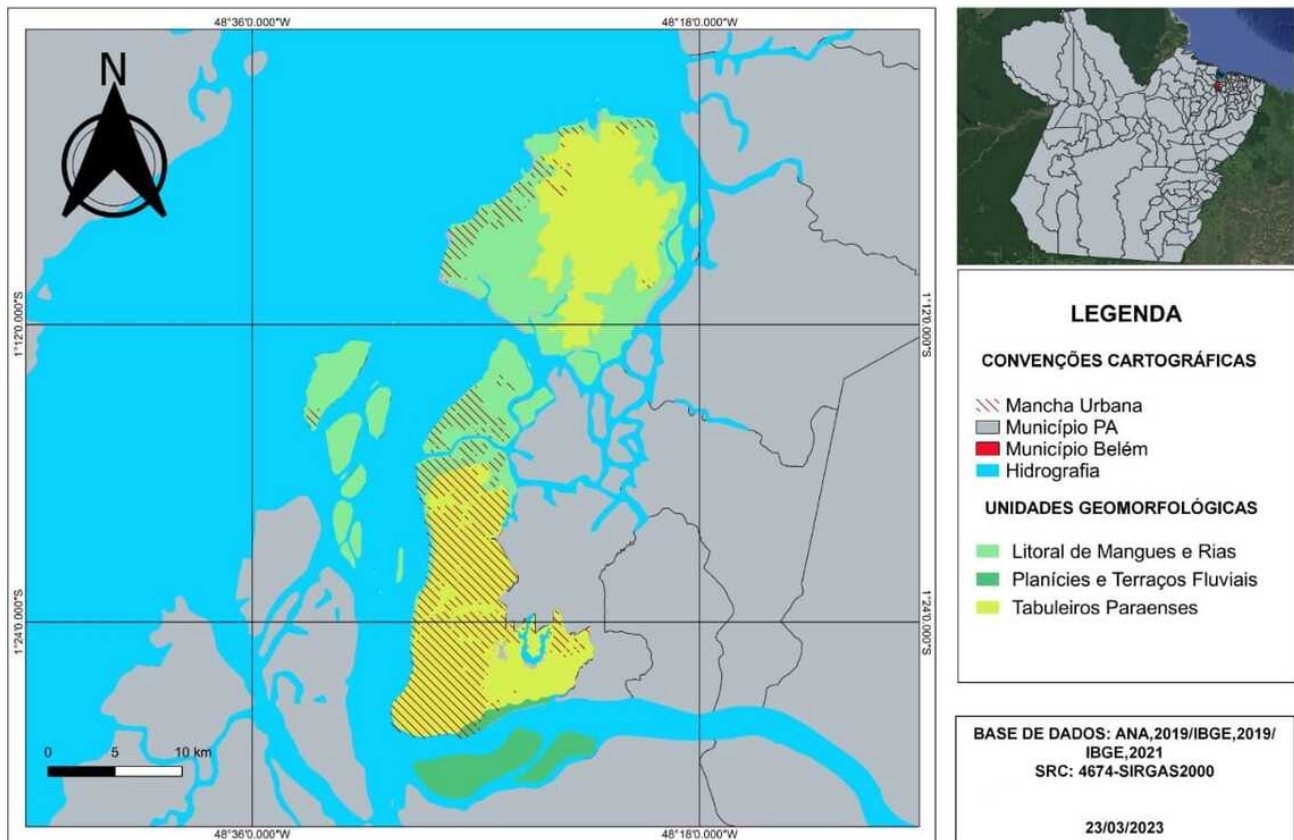 48°36'0.000"W
48°18'0.000"W
N
1°12'0.000"S
1°12'0.000"S
1°24'0.000"S
1°24'0.000"S
0 5 10 km
48°36'0.000"W
48°18'0.000"W
LEGENDA
CONVENÇÕES CARTOGRÁFICAS
Mancha Urbana
Município PA
Município Belém
Hidrografia
UNIDADES GEOMORFOLÓGICAS
Litoral de Mangues e Rias
Planícies e Terraços Fluviais
Tabuleiros Paraenses
BASE DE DADOS: ANA,2019/IBGE,2019/
IBGE,2021
SRC: 4674-SIRGAS2000
23/03/2023